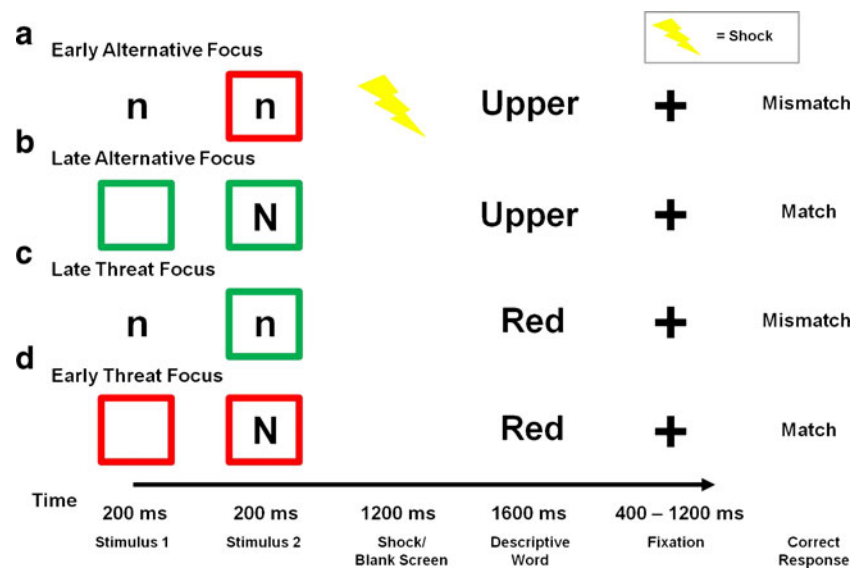 = Shock
a
Early Alternative Focus
n n Upper + Mismatch
b
Late Alternative Focus
N Upper + Match
c
Late Threat Focus
n n Red + Mismatch
d
Early Threat Focus
N Red + Match
Time
200 ms 200 ms 1200 ms 1600 ms 400 – 1200 ms
Stimulus 1 Stimulus 2 Shock/ Descriptive Fixation Correct
Blank Screen Word Response